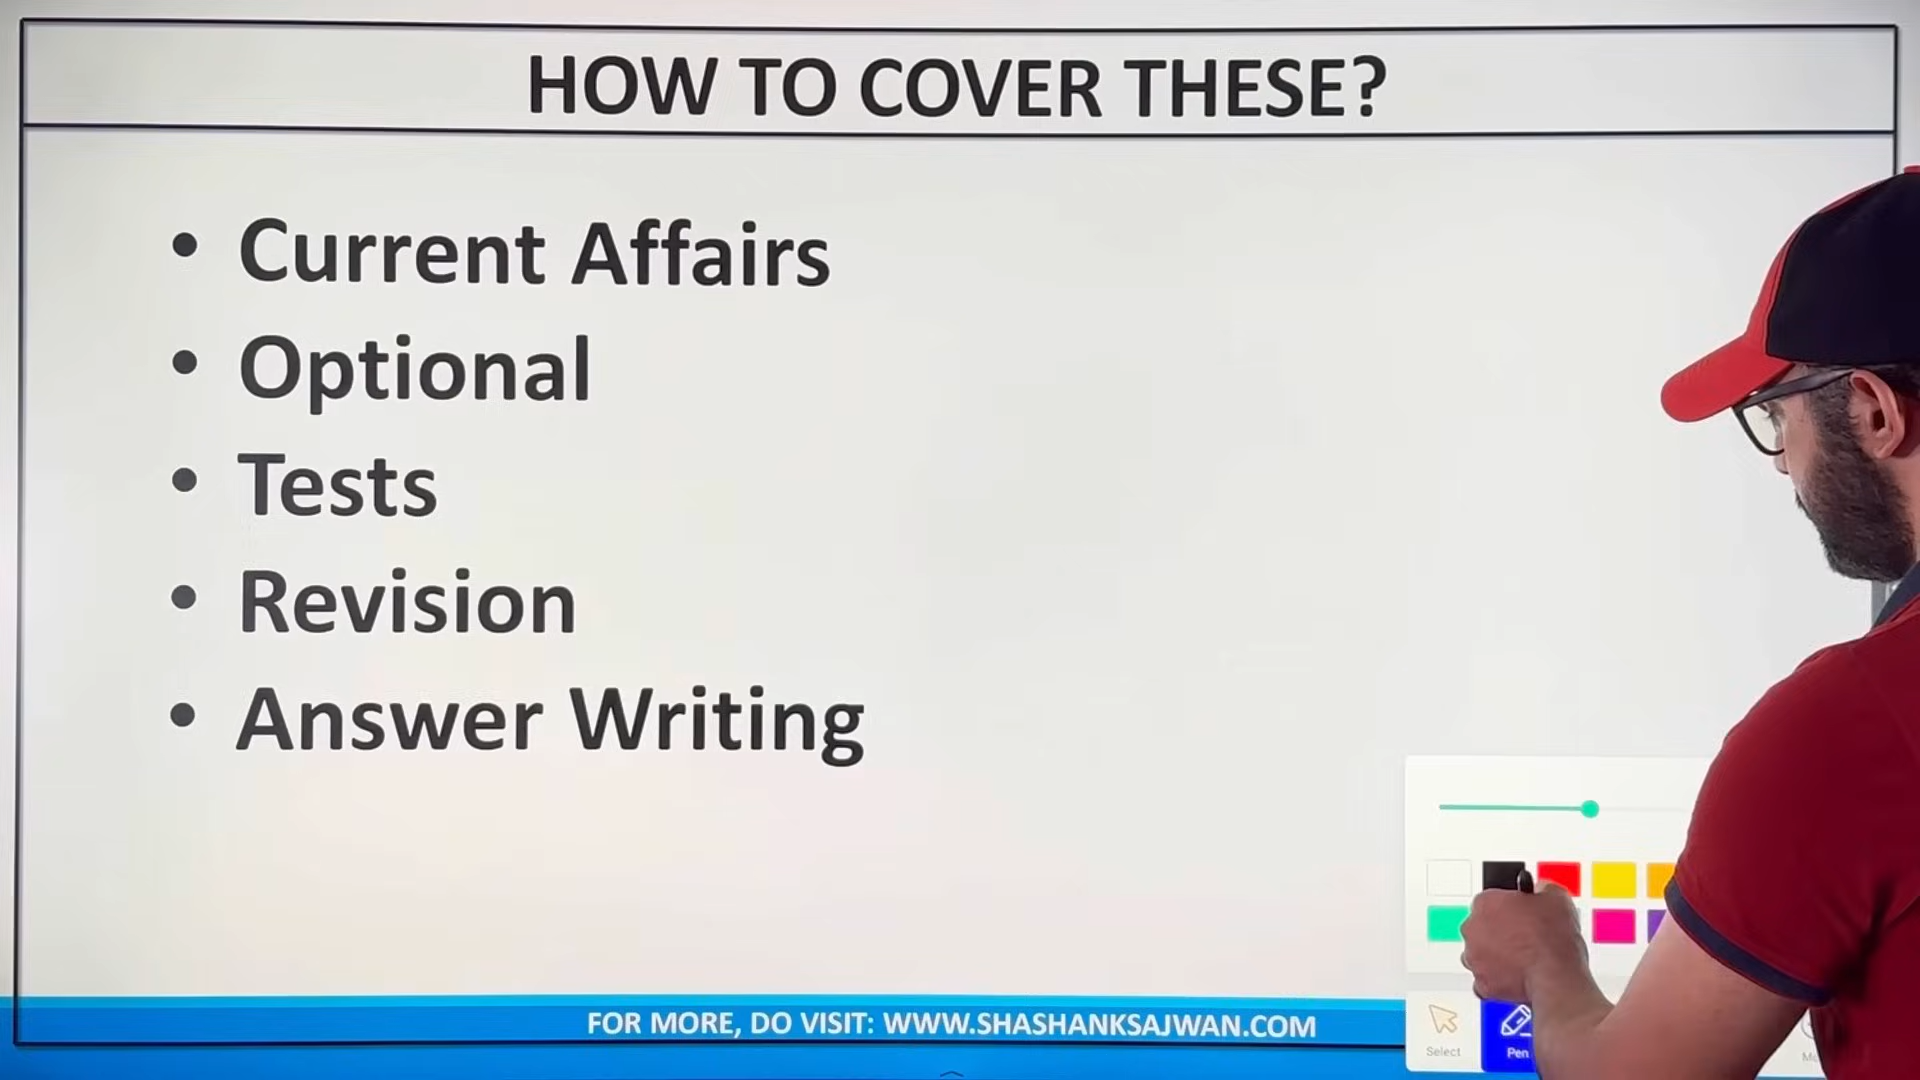 HOW TO COVER THESE?
• Current Affairs
• Optional
• Tests
• Revision
• Answer Writing
FOR MORE, DO VISIT: WWW.SHASHANKSAJWAN.COM
Select
Pen